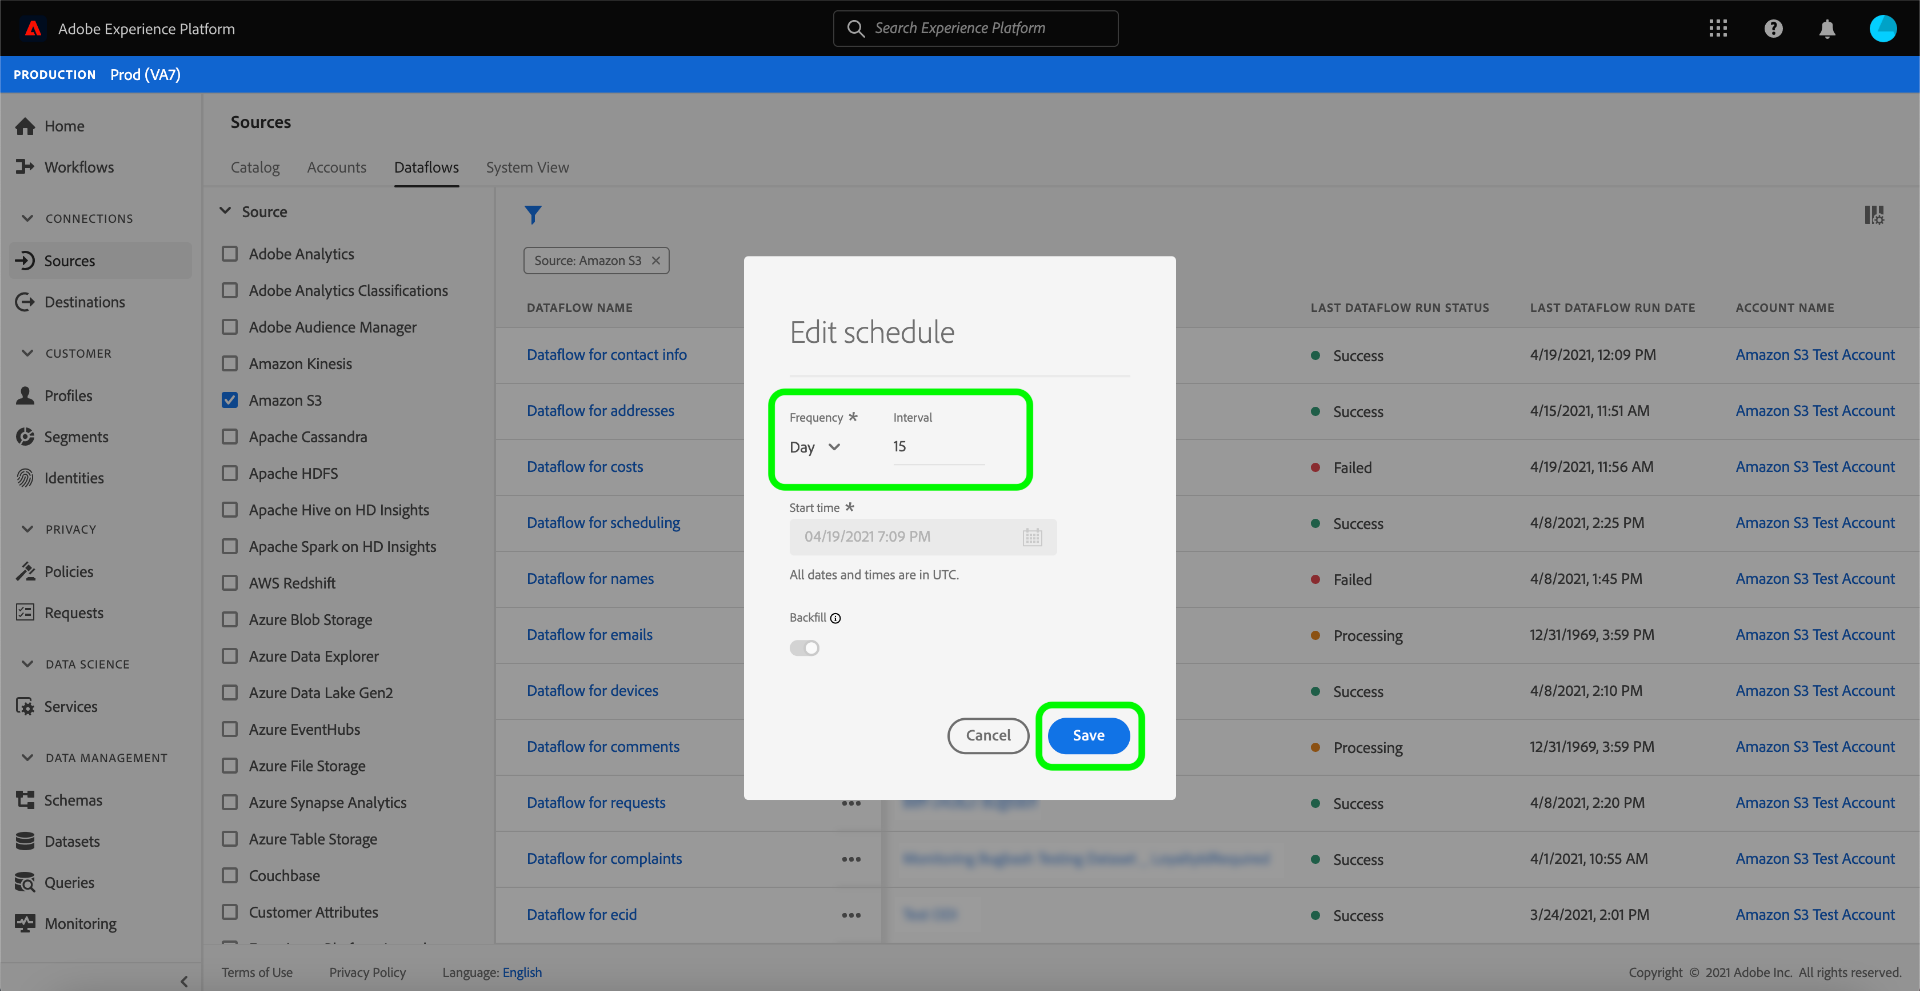 Adobe Experience Platform
Search Experience Platform
PRODUCTION Prod (VA7)
Home
Workflows
CONNECTIONS
Sources
Destinations
CUSTOMER
Profiles
Segments
Identities
PRIVACY
Policies
Requests
DATA SCIENCE
Services
DATA MANAGEMENT
Schemas
Datasets
Queries
Monitoring
Sources
Catalog Accounts Dataflows System View
Source
Adobe Analytics
Adobe Analytics Classifications
Adobe Audience Manager
Amazon Kinesis
Amazon S3
Apache Cassandra
Apache HDFS
Apache Hive on HD Insights
Apache Spark on HD Insights
AWS Redshift
Azure Blob Storage
Azure Data Explorer
Azure Data Lake Gen2
Azure EventHubs
Azure File Storage
Azure Synapse Analytics
Azure Table Storage
Couchbase
Customer Attributes
Source: Amazon S3 ×
DATAFLOW NAME LAST DATAFLOW RUN STATUS LAST DATAFLOW RUN DATE ACCOUNT NAME
Dataflow for contact info Success 4/19/2021, 12:09 PM Amazon S3 Test Account
Dataflow for addresses Success 4/15/2021, 11:51 AM Amazon S3 Test Account
Dataflow for costs Failed 4/19/2021, 11:56 AM Amazon S3 Test Account
Dataflow for scheduling Success 4/8/2021, 2:25 PM Amazon S3 Test Account
Dataflow for names Failed 4/8/2021, 1:45 PM Amazon S3 Test Account
Dataflow for emails Processing 12/31/1969, 3:59 PM Amazon S3 Test Account
Dataflow for devices Success 4/8/2021, 2:10 PM Amazon S3 Test Account
Dataflow for comments Processing 12/31/1969, 3:59 PM Amazon S3 Test Account
Dataflow for requests Success 4/8/2021, 2:20 PM Amazon S3 Test Account
Dataflow for complaints Success 4/1/2021, 10:55 AM Amazon S3 Test Account
Dataflow for ecid Success 3/24/2021, 2:01 PM Amazon S3 Test Account
Edit schedule
Frequency * Interval
Day 15
Start time *
04/19/2021 7:09 PM
All dates and times are in UTC.
Backfill
Cancel Save
Terms of Use Privacy Policy Language: English Copyright © 2021 Adobe Inc. All rights reserved.